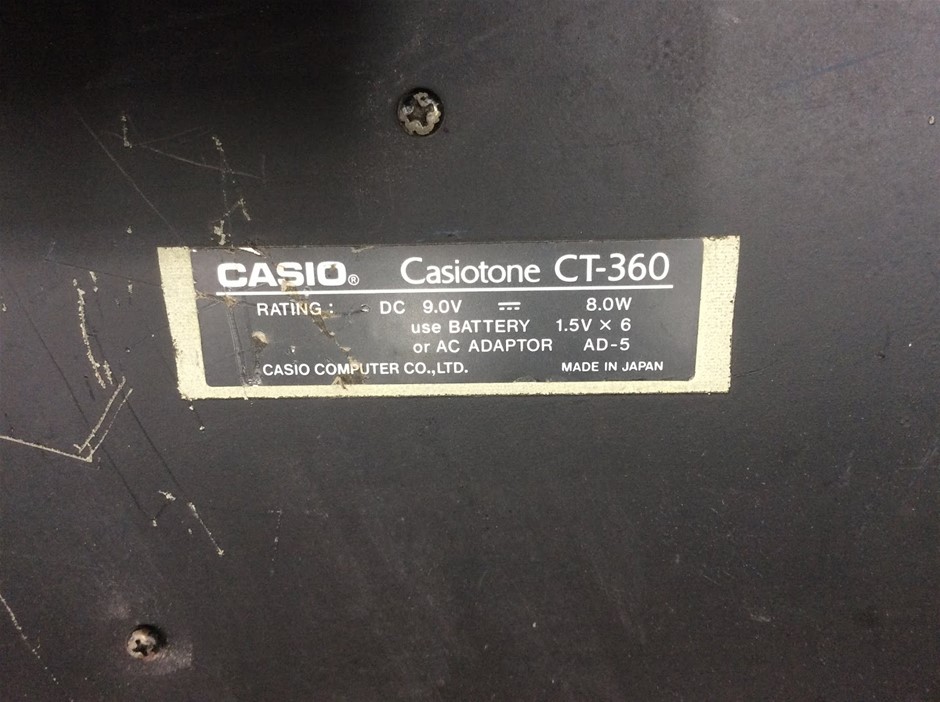 CASIO® Casiotone CT-360
RATING : DC 9.0V ⎓ 8.0W
use BATTERY 1.5V × 6
or AC ADAPTOR AD-5
CASIO COMPUTER CO.,LTD. MADE IN JAPAN